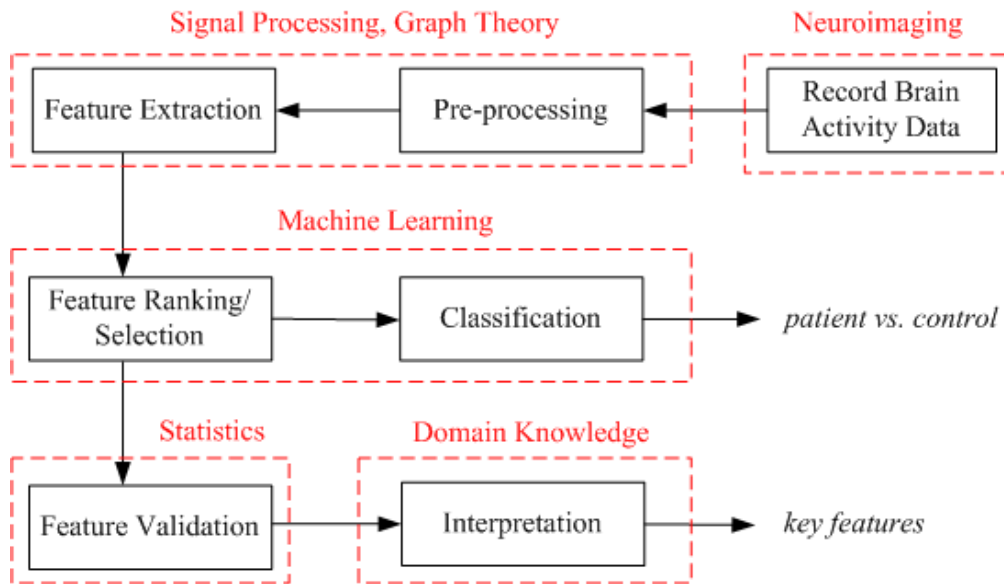 Signal Processing, Graph Theory
Neuroimaging
Feature Extraction
Pre-processing
Record Brain
Activity Data
Machine Learning
Feature Ranking/
Selection
Classification
patient vs. control
Statistics
Domain Knowledge
Feature Validation
Interpretation
key features